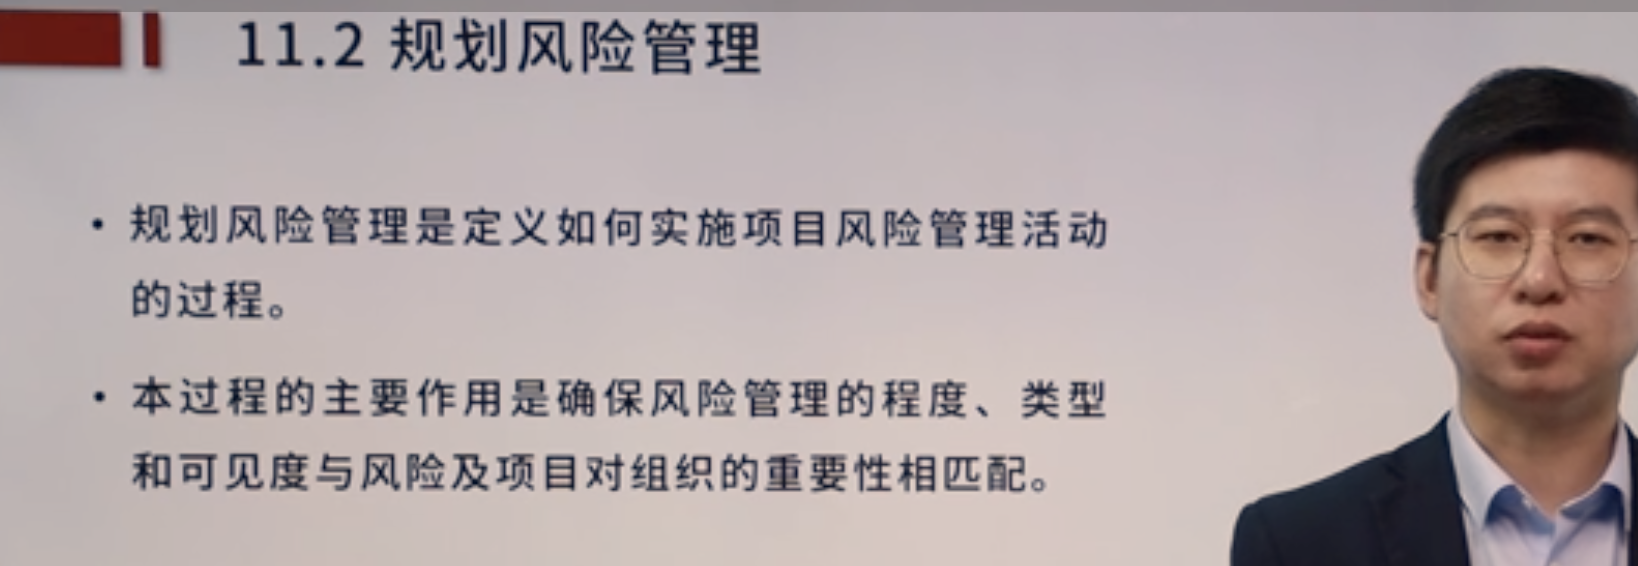 11.2 规划风险管理
• 规划风险管理是定义如何实施项目风险管理活动
的过程。
• 本过程的主要作用是确保风险管理的程度、类型
和可见度与风险及项目对组织的重要性相匹配。